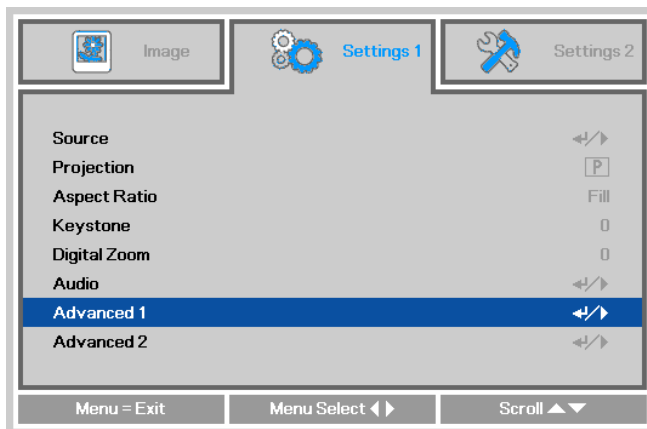 Image Settings 1 Settings 2
Source
Projection P
Aspect Ratio Fill
Keystone 0
Digital Zoom 0
Audio
Advanced 1
Advanced 2
Menu = Exit Menu Select Scroll